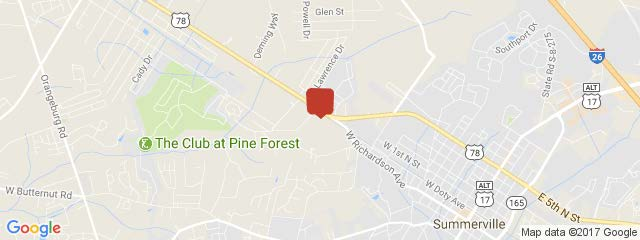 Glen St
78
Powell Dr
Deming Wsy
Southport Dr
Lawrence Dr
26
Cady Dr
State Rd S-8-275
ALT
17
Orangeburg Rd
The Club at Pine Forest
W Richardson Ave
W 1st N St
78
W Butternut Rd
W Doty Ave
ALT
17
165
E 5th N St
Summerville
Google
Map data ©2017 Google